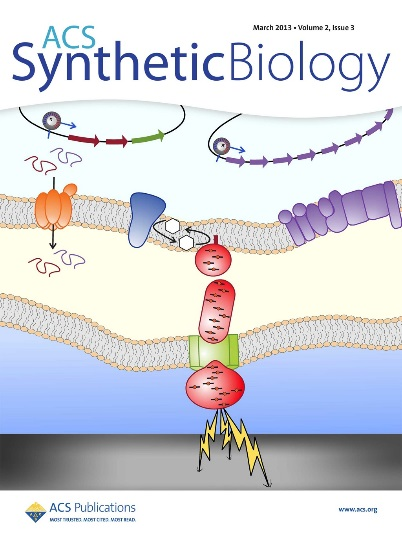 March 2013 • Volume 2, Issue 3
ACS
SyntheticBiology
ACS Publications
MOST TRUSTED. MOST CITED. MOST READ.
www.acs.org